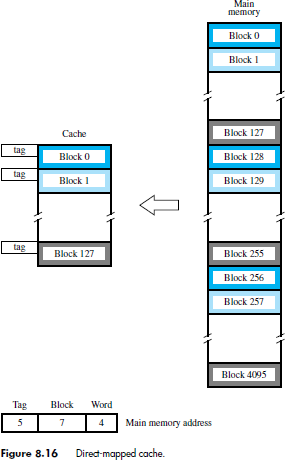 Main
memory
Block 0
Block 1
Block 127
Block 128
Block 129
Block 255
Block 256
Block 257
Block 4095
Cache
tag
Block 0
tag
Block 1
tag
Block 127
Tag Block Word
5 7 4 Main memory address
Figure 8.16 Direct-mapped cache.